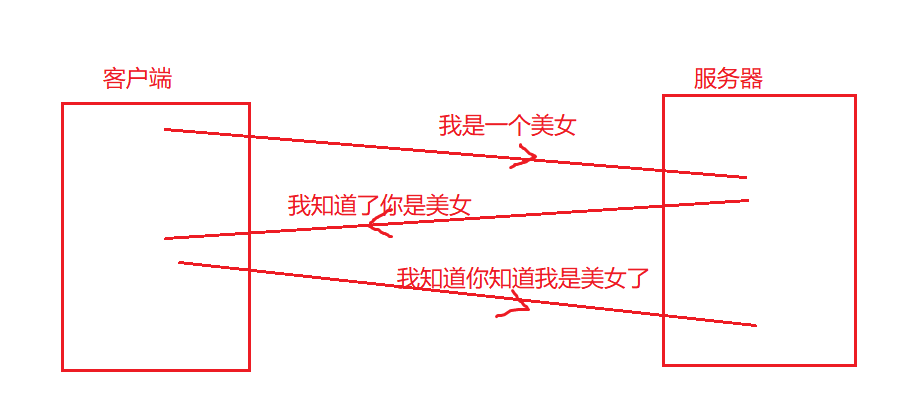 客户端
服务器
我是一个美女
我知道了你是美女
我知道你知道我是美女了